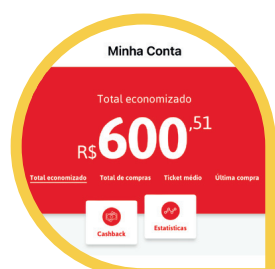 Minha Conta
Total economizado
R$600,51
Total economizado Total de compras Ticket médio Última compra
Cashback Estatísticas